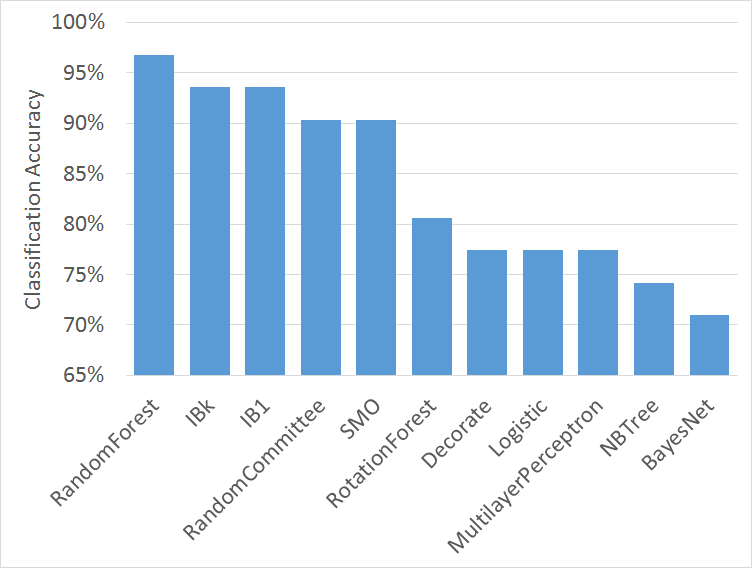 Classification Accuracy
100%
95%
90%
85%
80%
75%
70%
65%
RandomForest
IBk
IB1
RandomCommittee
SMO
RotationForest
Decorate
Logistic
MultilayerPerceptron
NBTree
BayesNet